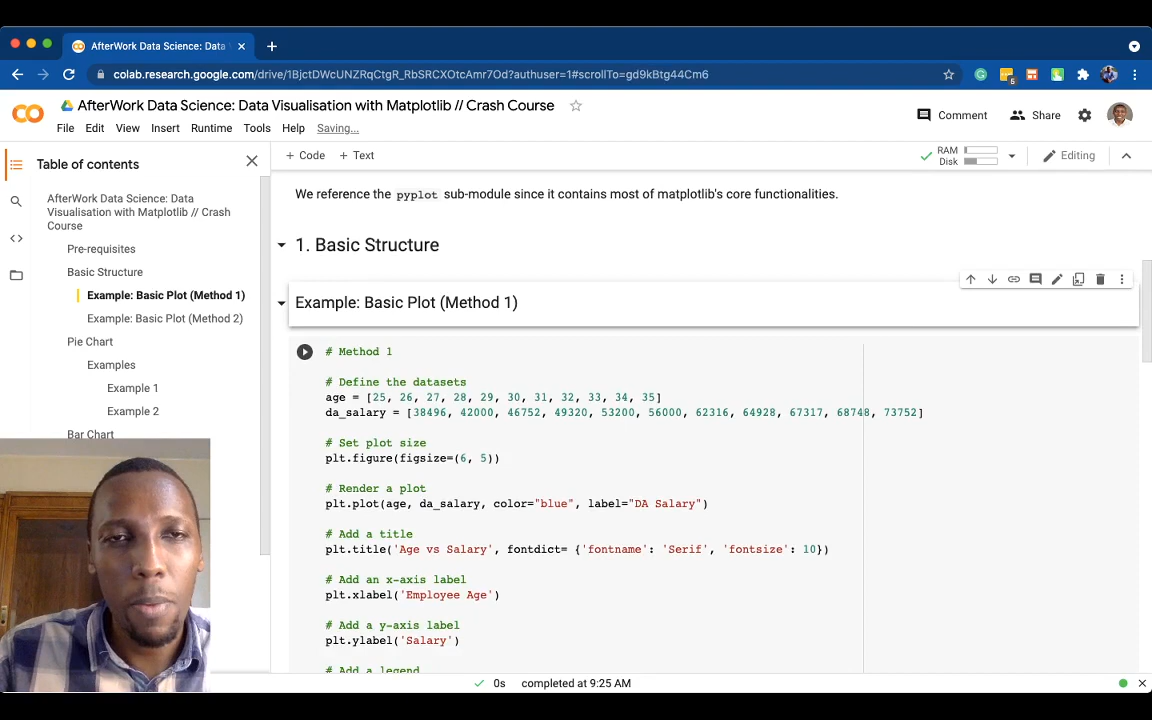 AfterWork Data Science: Data
colab.research.google.com/drive/1BjctDWcUNZRqCtgR_RbSRCXOtcAmr7Od?authuser=1#scrollTo=gd9kBtg44Cm6
6
AfterWork Data Science: Data Visualisation with Matplotlib // Crash Course
File Edit View Insert Runtime Tools Help Saving...
Comment Share
Table of contents
AfterWork Data Science: Data
Visualisation with Matplotlib // Crash
Course
Pre-requisites
Basic Structure
Example: Basic Plot (Method 1)
Example: Basic Plot (Method 2)
Pie Chart
Examples
Example 1
Example 2
Bar Chart
+ Code + Text
RAM
Disk
Editing
We reference the pyplot sub-module since it contains most of matplotlib's core functionalities.
1. Basic Structure
Example: Basic Plot (Method 1)
# Method 1
# Define the datasets
age = [25, 26, 27, 28, 29, 30, 31, 32, 33, 34, 35]
da_salary = [38496, 42000, 46752, 49320, 53200, 56000, 62316, 64928, 67317, 68748, 73752]
# Set plot size
plt.figure(figsize=(6, 5))
# Render a plot
plt.plot(age, da_salary, color="blue", label="DA Salary")
# Add a title
plt.title('Age vs Salary', fontdict= {'fontname': 'Serif', 'fontsize': 10})
# Add an x-axis label
plt.xlabel('Employee Age')
# Add a y-axis label
plt.ylabel('Salary')
# Add a legend
0s completed at 9:25 AM